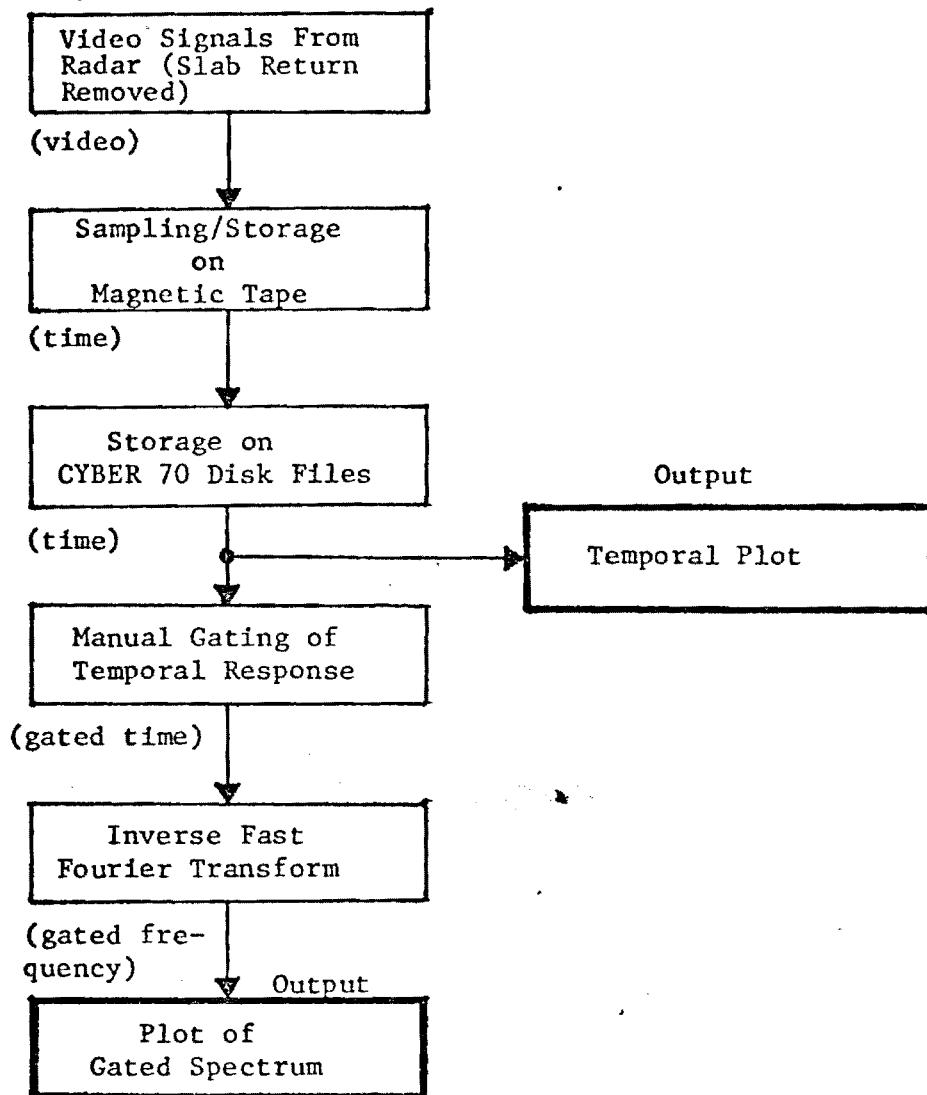 Video Signals From
Radar (Slab Return
Removed)
(video)
Sampling/Storage
on
Magnetic Tape
(time)
Storage on
CYBER 70 Disk Files
(time)
Output
Temporal Plot
Manual Gating of
Temporal Response
(gated time)
Inverse Fast
Fourier Transform
(gated fre-
quency)
Output
Plot of
Gated Spectrum